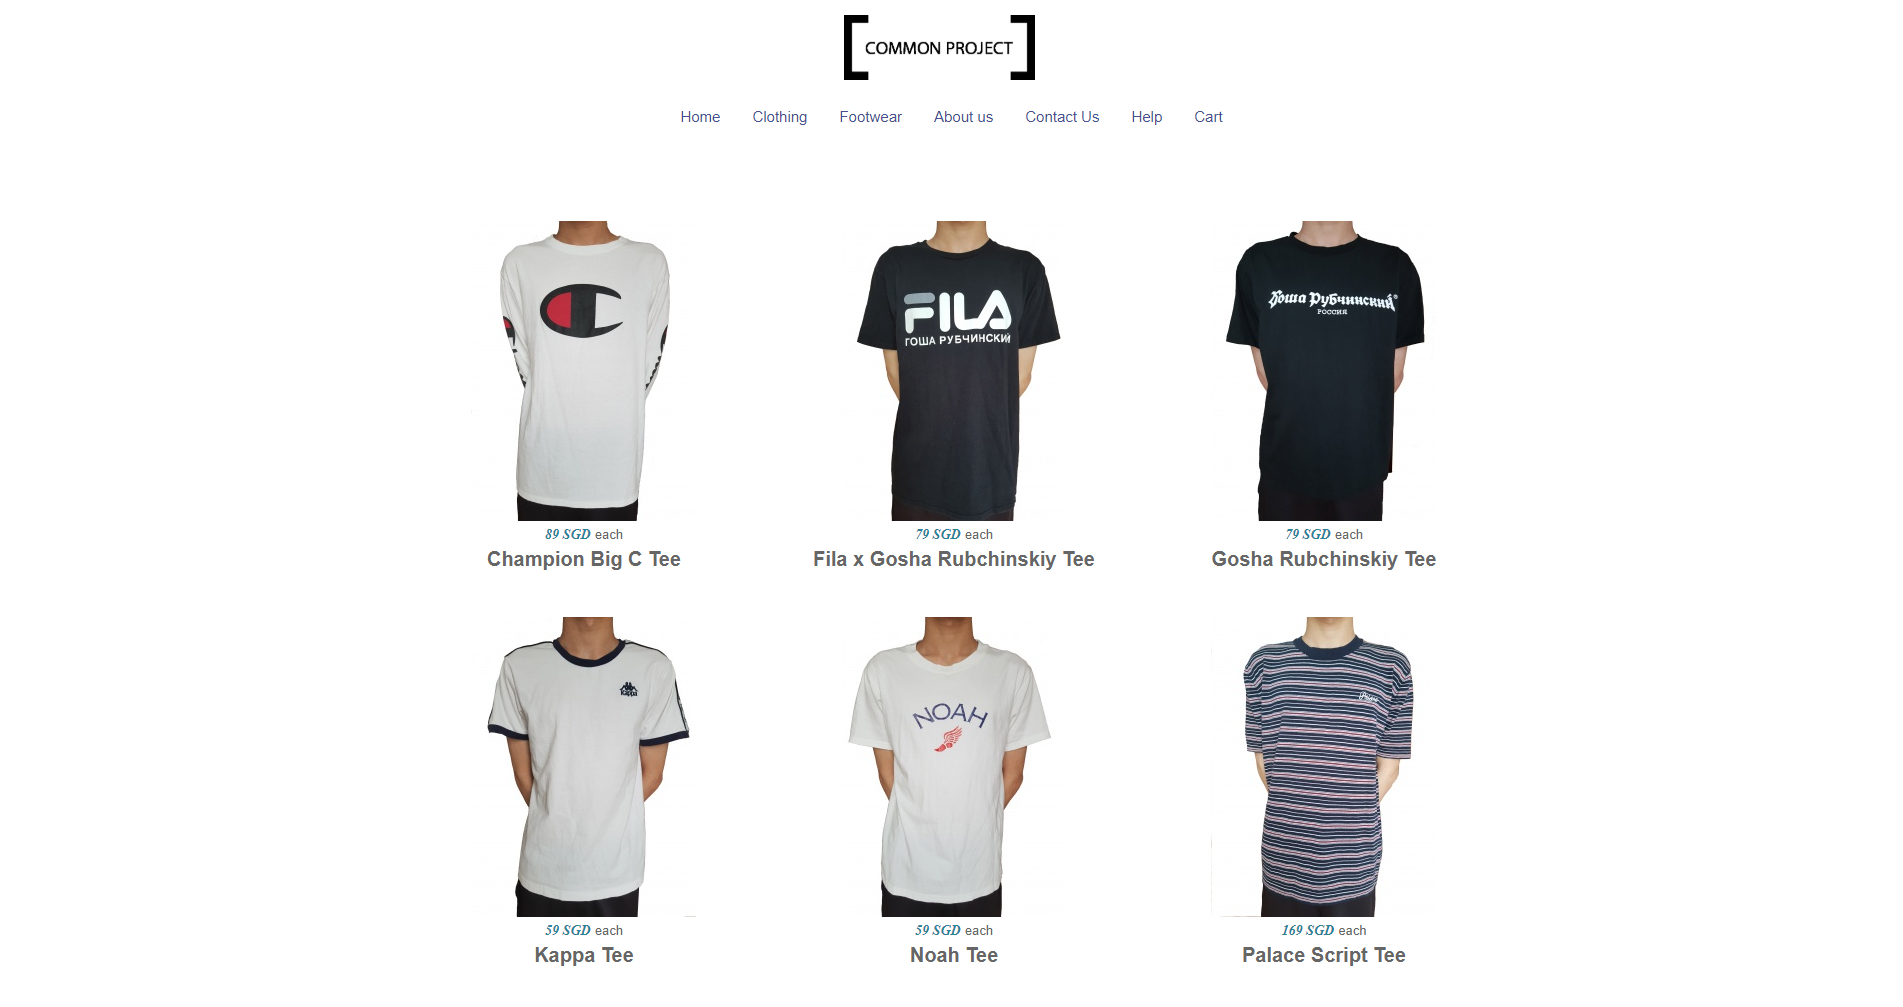 COMMON PROJECT
Home Clothing Footwear About us Contact Us Help Cart
FILA
ГОША РУБЧИНСКИЙ
Гоша Рубчинский®
РОССИЯ
89 SGD each
79 SGD each
79 SGD each
Champion Big C Tee
Fila x Gosha Rubchinskiy Tee
Gosha Rubchinskiy Tee
Kappa
NOAH
Palace
59 SGD each
59 SGD each
169 SGD each
Kappa Tee
Noah Tee
Palace Script Tee